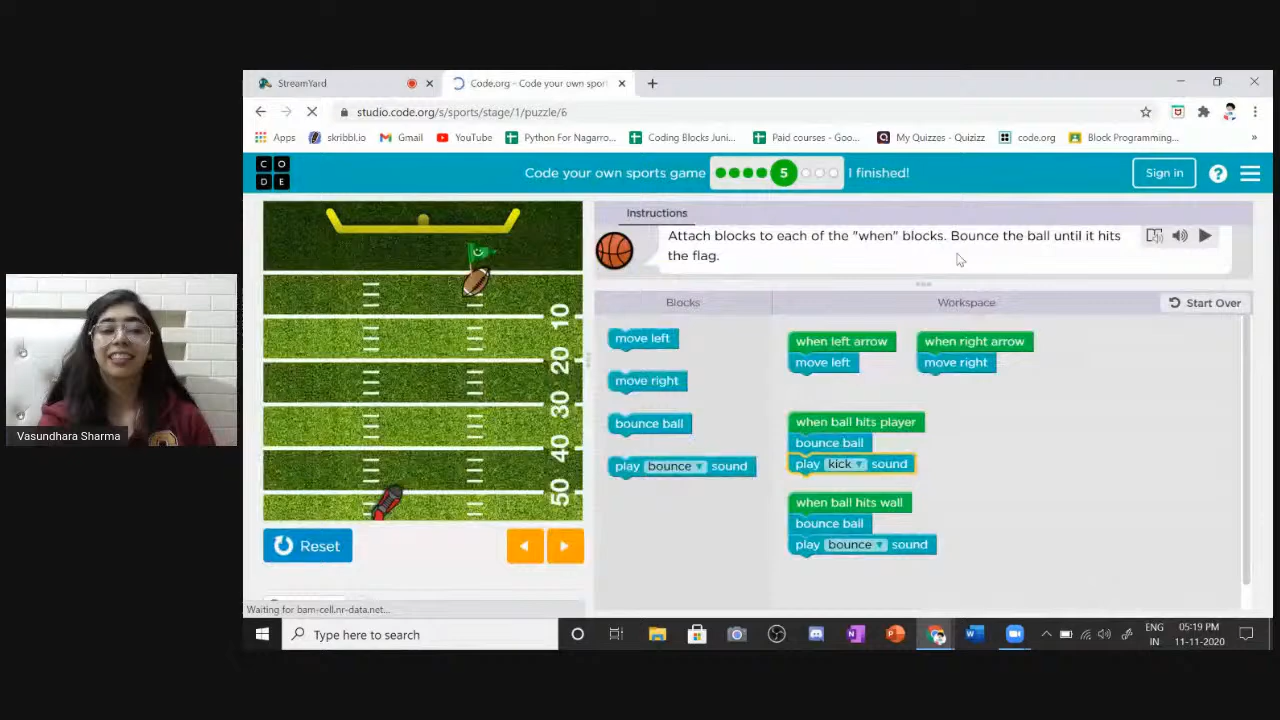 StreamYard
Code.org - Code your own spor
studio.code.org/s/sports/stage/1/puzzle/6
Apps
skribbl.io
Gmail
YouTube
Python For Nagarro...
Coding Blocks Juni...
Paid courses - Goo...
My Quizzes - Quizizz
code.org
Block Programming...
»
C O
D E
Code your own sports game
5
I finished!
Sign in
?
Instructions
Attach blocks to each of the "when" blocks. Bounce the ball until it hits
the flag.
Blocks
Workspace
Start Over
move left
move right
bounce ball
play bounce sound
when left arrow
move left
when right arrow
move right
when ball hits player
bounce ball
play kick sound
when ball hits wall
bounce ball
play bounce sound
10
20
30
40
50
Reset
Vasundhara Sharma
Waiting for bam-cell.nr-data.net...
Type here to search
ENG
IN
05:19 PM
11-11-2020